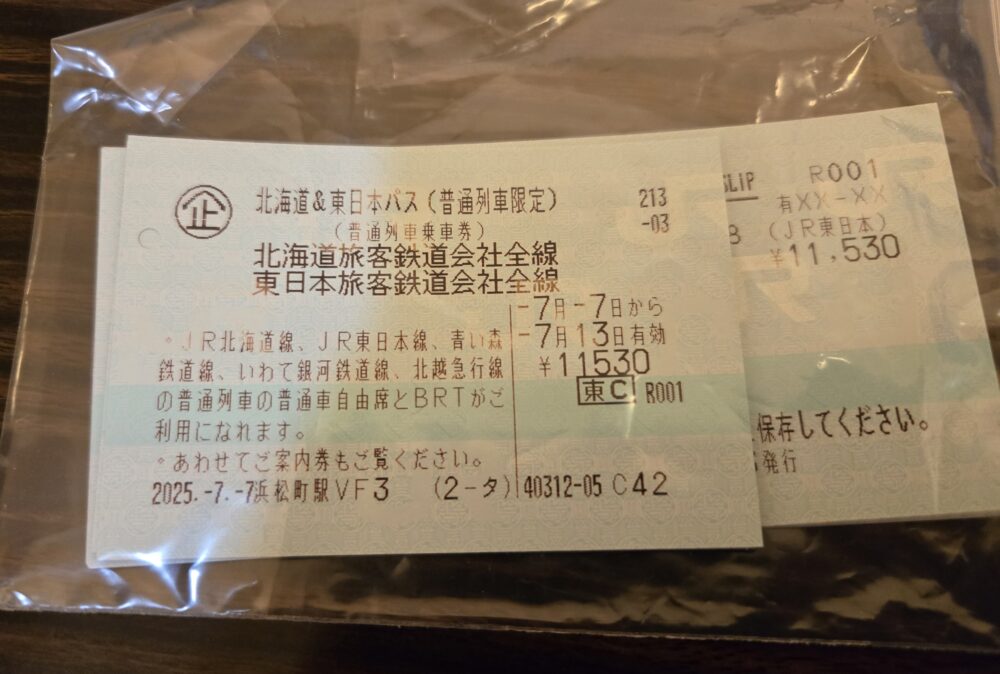 企
北海道&東日本パス(普通列車限定)
213
(普通列車乗車券)
-03
北海道旅客鉄道会社全線
東日本旅客鉄道会社全線
-7月-7日から
-7月13日有効
¥11530
東C R001
*JR北海道線、JR東日本線、青い森
鉄道線、いわて銀河鉄道線、北越急行線
の普通列車の普通車自由席とBRTがご
利用になれます。
*あわせてご案内券もご覧ください。
2025.-7.-7浜松町駅VF3 (2-タ) 40312-05 C42
SLIP
R001
有XX-XX
(JR東日本)
¥11,530
保存してください。
発行